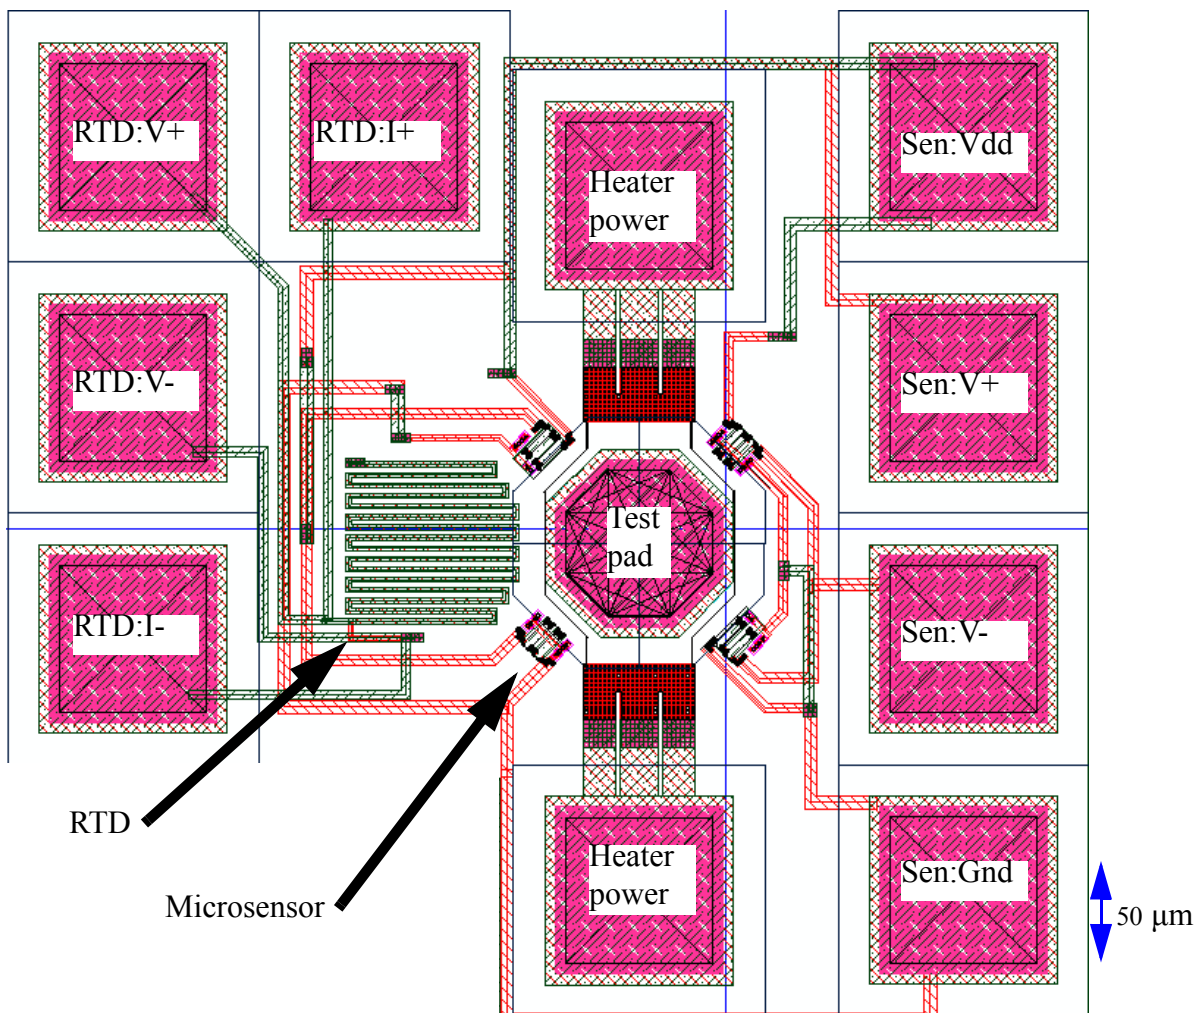 RTD:V+
RTD:I+
Heater
power
Sen:Vdd
RTD:V-
Sen:V+
Test
pad
RTD:I-
Sen:V-
RTD
Microsensor
Heater
power
Sen:Gnd
50 μm